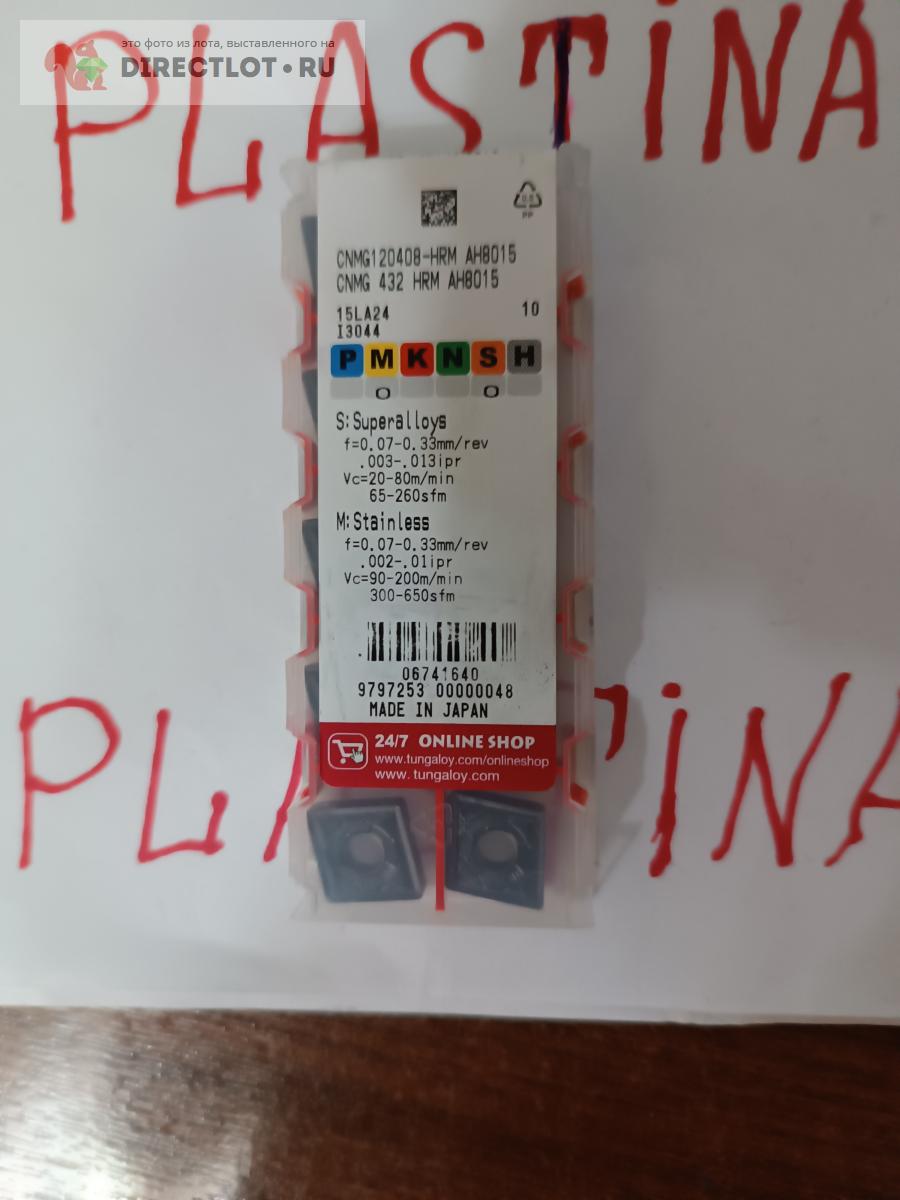 это фото из лота, выставленного на
DIRECTLOT•RU
PLASTINA
PP
CNMG120408-HRM AH8015
CNMG 432 HRM AH8015
15LA24 10
I3044
P M K N S H
O O
S:Superalloys
f=0.07-0.33mm/rev
.003-.013ipr
Vc=20-80m/min
65-260sfm
M:Stainless
f=0.07-0.33mm/rev
.002-.01ipr
Vc=90-200m/min
300-650sfm
06741640
9797253 00000048
MADE IN JAPAN
24/7 ONLINE SHOP
www.tungaloy.com/onlineshop
www.tungaloy.com
PLA TINA